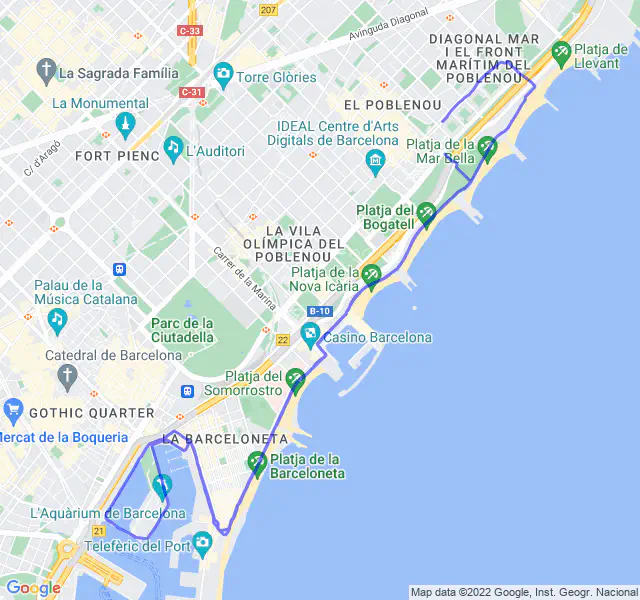 207
C-33
Avinguda Diagonal
DIAGONAL MAR
I EL FRONT
MARÍTIM DEL
POBLENOU
Platja de
Llevant
La Sagrada Família
Torre Glòries
C-31
La Monumental
EL POBLENOU
IDEAL Centre d'Arts
Digitals de Barcelona
C/ d'Aragó
FORT PIENC
L'Auditori
Platja de la
Mar Bella
Platja del
Bogatell
LA VILA
OLÍMPICA DEL
POBLENOU
Carrer de la Marina
Platja de la
Nova Icària
Palau de la
Música Catalana
B-10
Parc de la
Ciutadella
22
Casino Barcelona
Catedral de Barcelona
Platja del
Somorrostro
GOTHIC QUARTER
Mercat de la Boqueria
LA BARCELONETA
Platja de la
Barceloneta
L'Aquàrium de Barcelona
21
Telefèric del Port
Google
Map data ©2022 Google, Inst. Geogr. Nacional